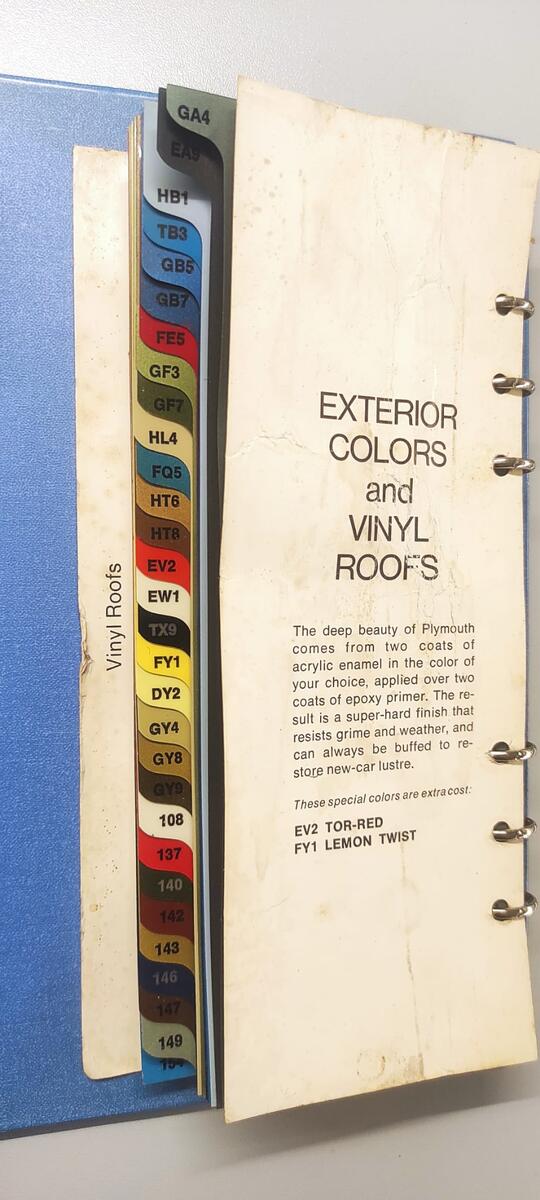 GA4
EA9
HB1
TB3
GB5
GB7
FE5
GF3
GF7
HL4
FQ5
HT6
HT8
EV2
EW1
TX9
FY1
DY2
GY4
GY8
GY9
108
137
140
142
143
146
147
149
Vinyl Roofs
EXTERIOR
COLORS
and
VINYL
ROOFS
The deep beauty of Plymouth
comes from two coats of
acrylic enamel in the color of
your choice, applied over two
coats of epoxy primer. The re-
sult is a super-hard finish that
resists grime and weather, and
can always be buffed to re-
store new-car lustre.
These special colors are extra cost:
EV2 TOR-RED
FY1 LEMON TWIST